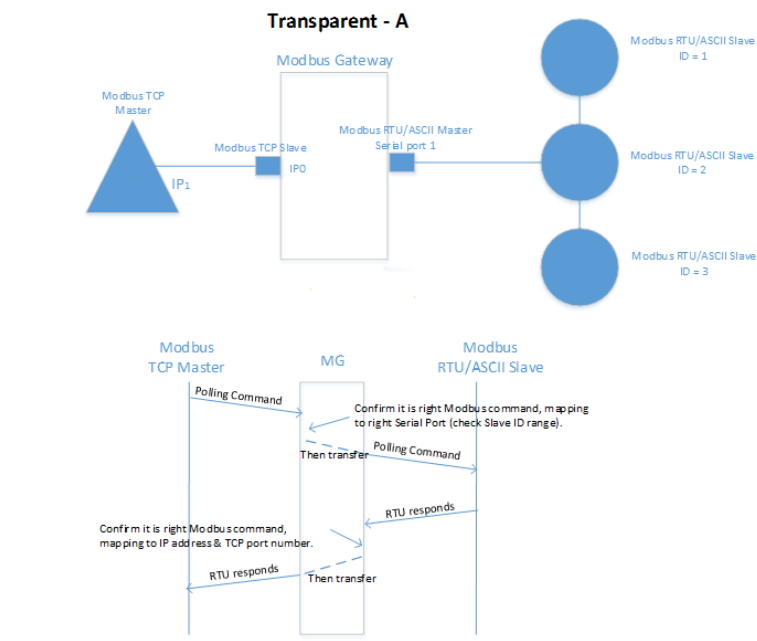 Transparent - A
Modbus Gateway
Modbus RTU/ASCII Slave
ID = 1
Modbus TCP
Master
Modbus TCP Slave
IP0
IP1
Modbus RTU/ASCII Master
Serial port 1
Modbus RTU/ASCII Slave
ID = 2
Modbus RTU/ASCII Slave
ID = 3
Modbus
TCP Master
MG
Modbus
RTU/ASCII Slave
Polling Command
Confirm it is right Modbus command, mapping
to right Serial Port (check Slave ID range).
Then transfer
Polling Command
RTU responds
Confirm it is right Modbus command,
mapping to IP address & TCP port number.
RTU responds
Then transfer